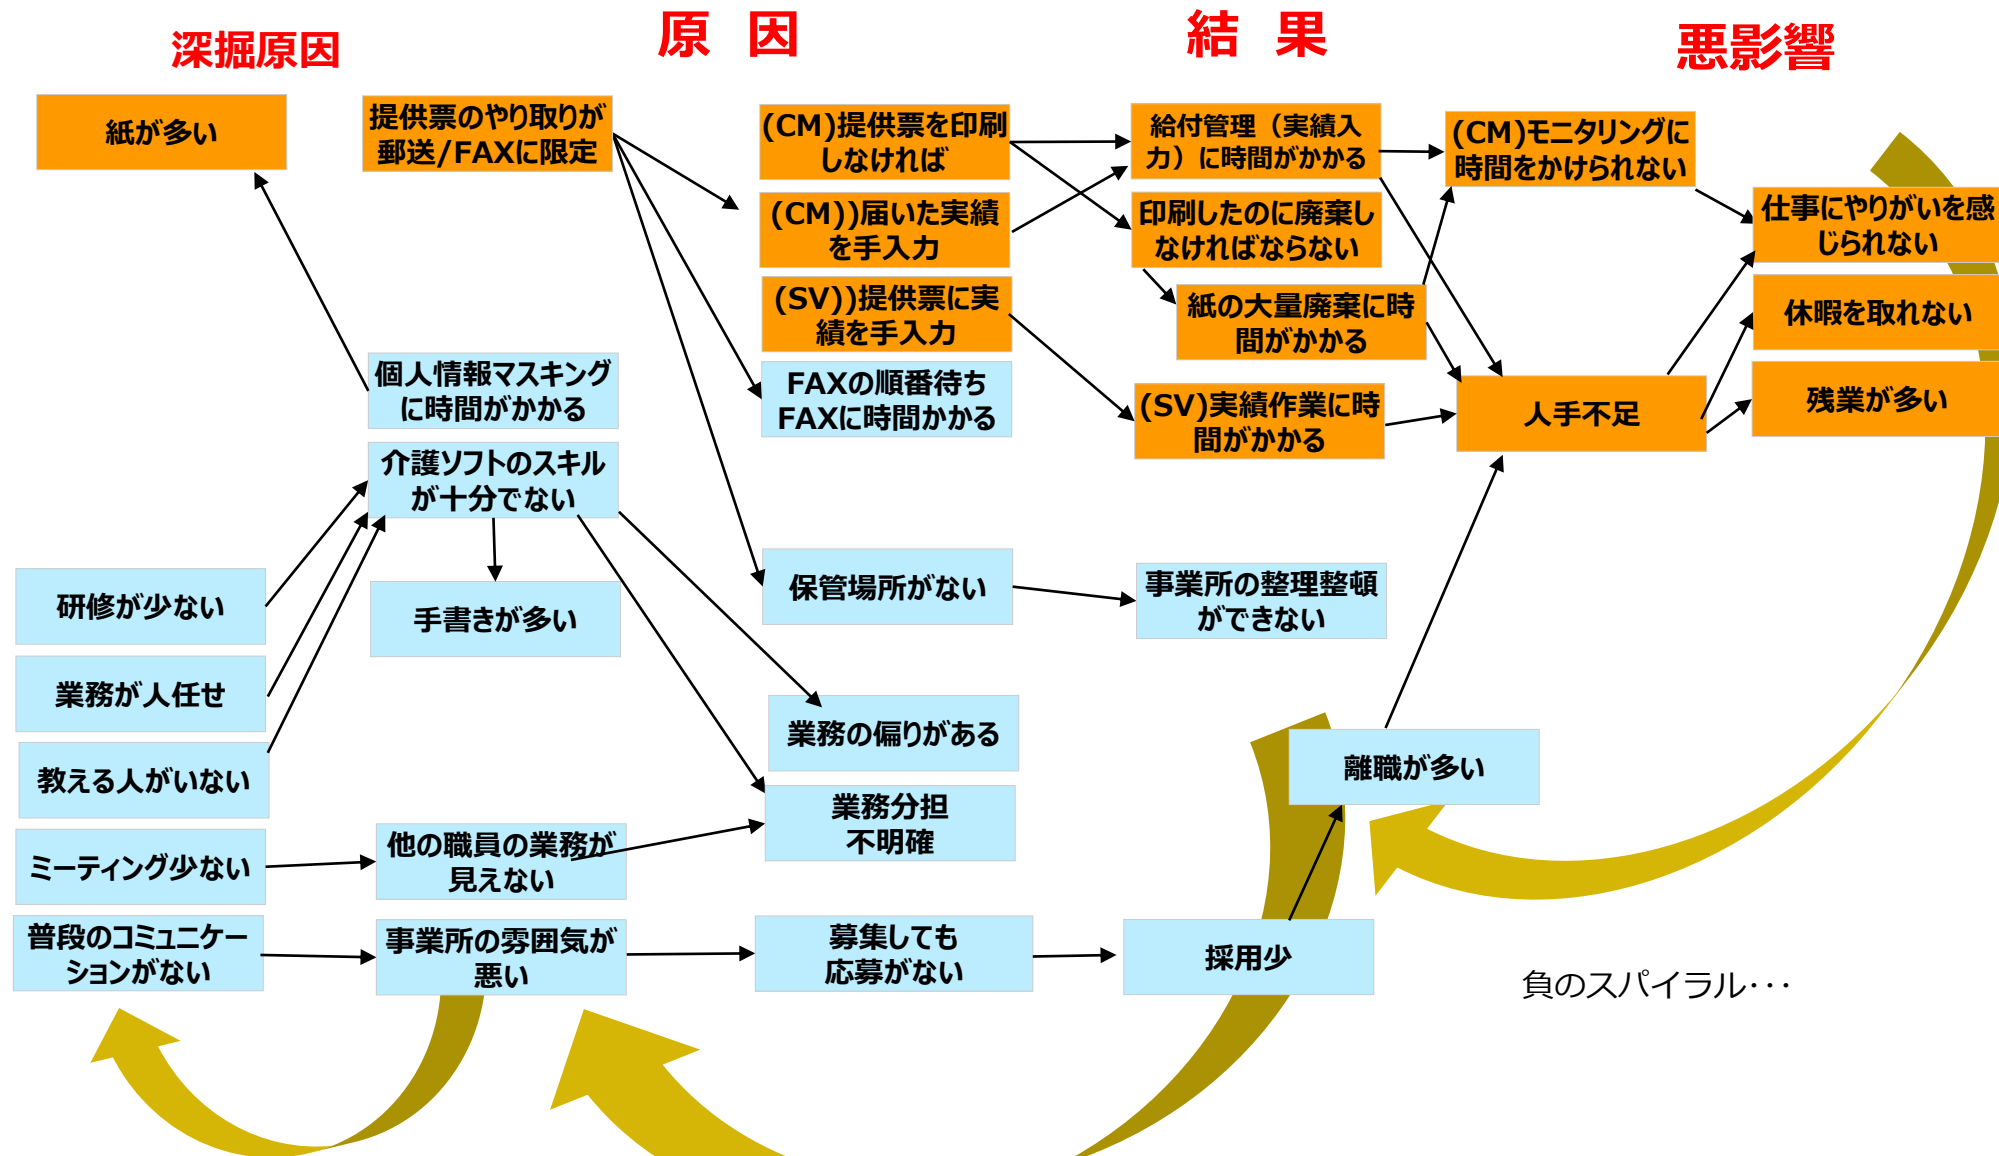 深掘原因
原　因
結　果
悪影響
紙が多い
提供票のやり取りが
郵送/FAXに限定
個人情報マスキング
に時間がかかる
介護ソフトのスキル
が十分でない
手書きが多い
研修が少ない
業務が人任せ
教える人がいない
ミーティング少ない
普段のコミュニケー
ションがない
他の職員の業務が
見えない
事業所の雰囲気が
悪い
(CM)提供票を印刷
しなければ
(CM))届いた実績
を手入力
(SV))提供票に実
績を手入力
FAXの順番待ち
FAXに時間かかる
保管場所がない
業務の偏りがある
業務分担
不明確
募集しても
応募がない
給付管理（実績入
力）に時間がかかる
印刷したのに廃棄し
なければならない
紙の大量廃棄に時
間がかかる
(SV)実績作業に時
間がかかる
事業所の整理整頓
ができない
離職が多い
採用少
(CM)モニタリングに
時間をかけられない
人手不足
仕事にやりがいを感
じられない
休暇を取れない
残業が多い
負のスパイラル･･･